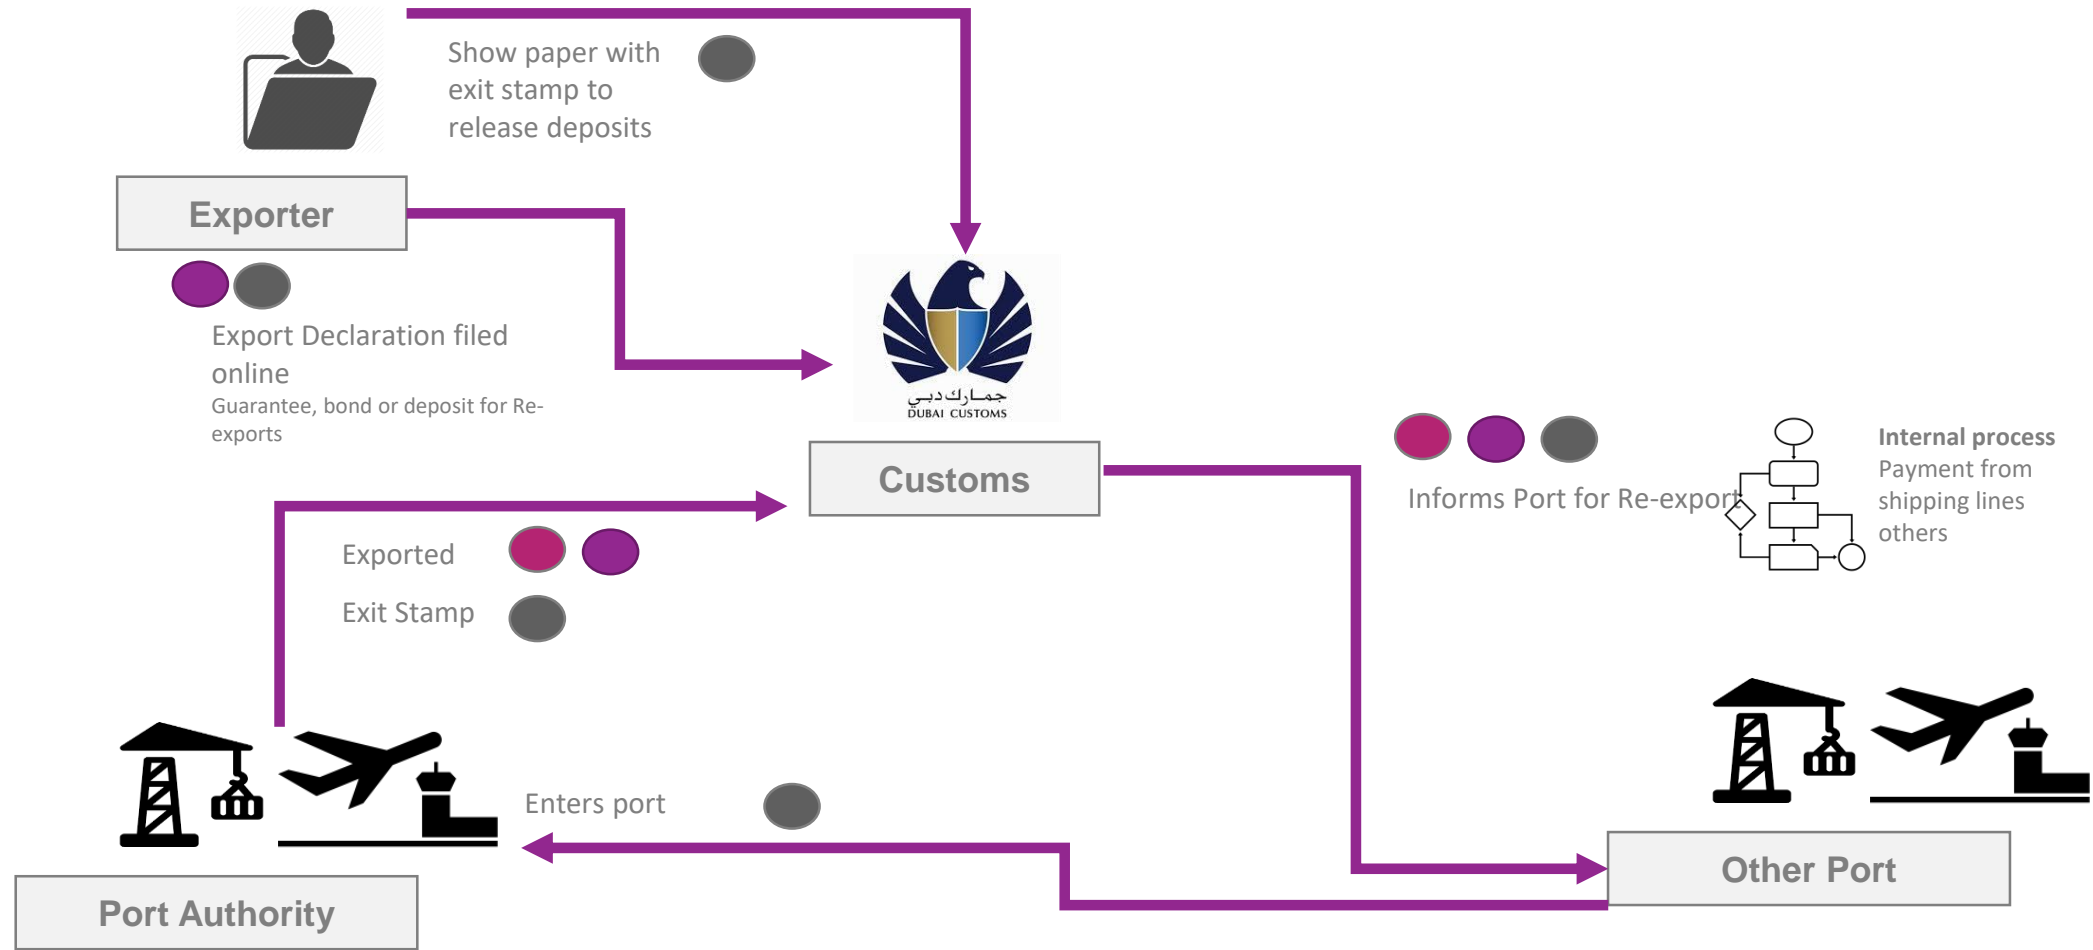 Show paper with
exit stamp to
release deposits
Exporter
Export Declaration filed
online
Guarantee, bond or deposit for Re-
exports
جمارك دبي
DUBAI CUSTOMS
Customs
Informs Port for Re-export
Internal process
Payment from
shipping lines
others
Exported
Exit Stamp
Enters port
Other Port
Port Authority